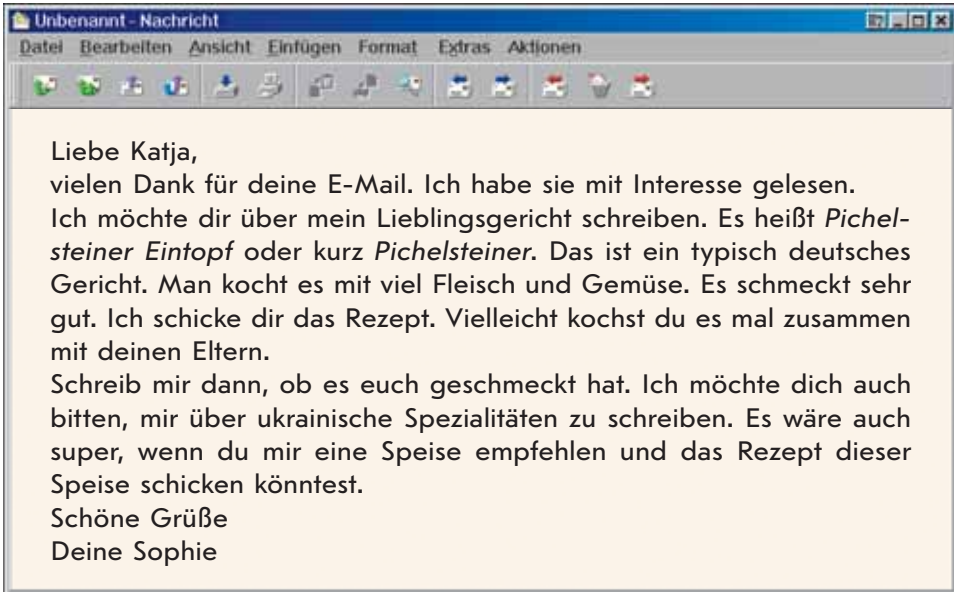 Unbenannt - Nachricht
Datei Bearbeiten Ansicht Einfügen Format Extras Aktionen
Liebe Katja,
vielen Dank für deine E-Mail. Ich habe sie mit Interesse gelesen.
Ich möchte dir über mein Lieblingsgericht schreiben. Es heißt Pichel-
steiner Eintopf oder kurz Pichelsteiner. Das ist ein typisch deutsches
Gericht. Man kocht es mit viel Fleisch und Gemüse. Es schmeckt sehr
gut. Ich schicke dir das Rezept. Vielleicht kochst du es mal zusammen
mit deinen Eltern.
Schreib mir dann, ob es euch geschmeckt hat. Ich möchte dich auch
bitten, mir über ukrainische Spezialitäten zu schreiben. Es wäre auch
super, wenn du mir eine Speise empfehlen und das Rezept dieser
Speise schicken könntest.
Schöne Grüße
Deine Sophie